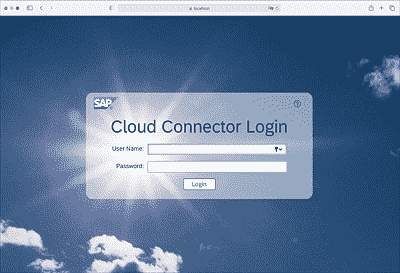 localhost
SAP
Cloud Connector Login
User Name:
Password:
Login